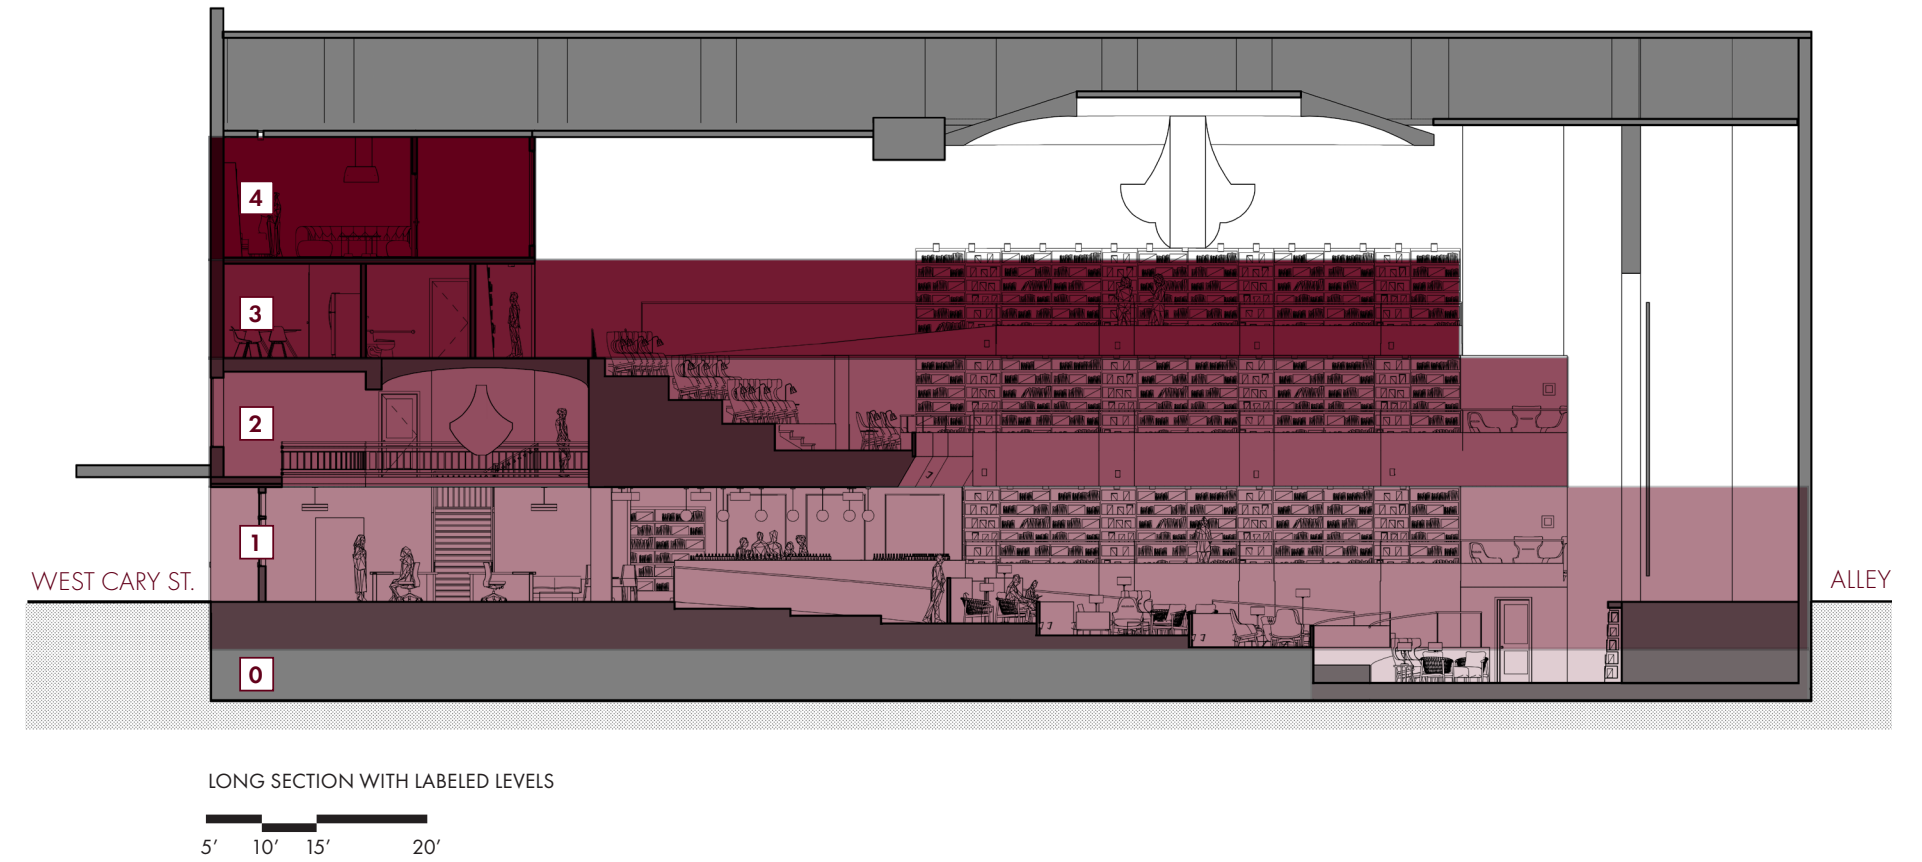 4
3
2
1
WEST CARY ST.
ALLEY
0
LONG SECTION WITH LABELED LEVELS
5’ 10’ 15’ 20’